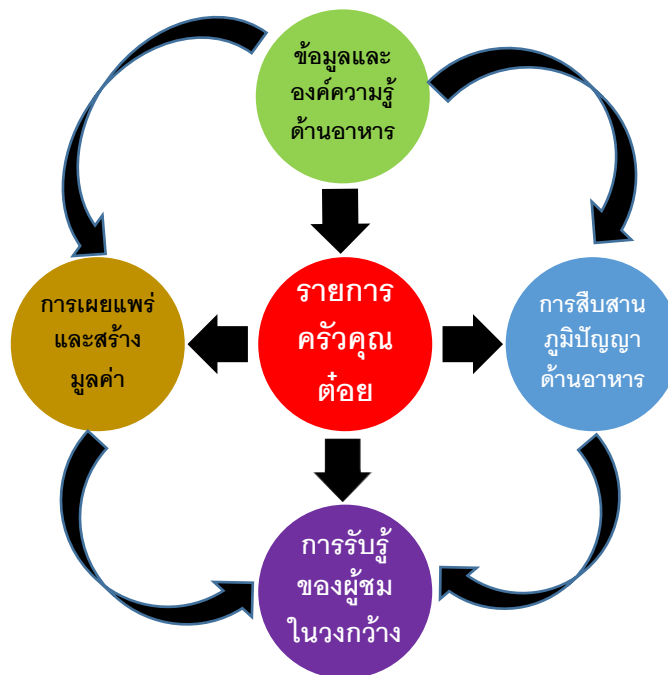 ข้อมูลและ
องค์ความรู้
ด้านอาหาร
การเผยแพร่
และสร้าง
มูลค่า
รายการ
ครัวคุณ
ต๋อย
การสืบสาน
ภูมิปัญญา
ด้านอาหาร
การรับรู้
ของผู้ชม
ในวงกว้าง